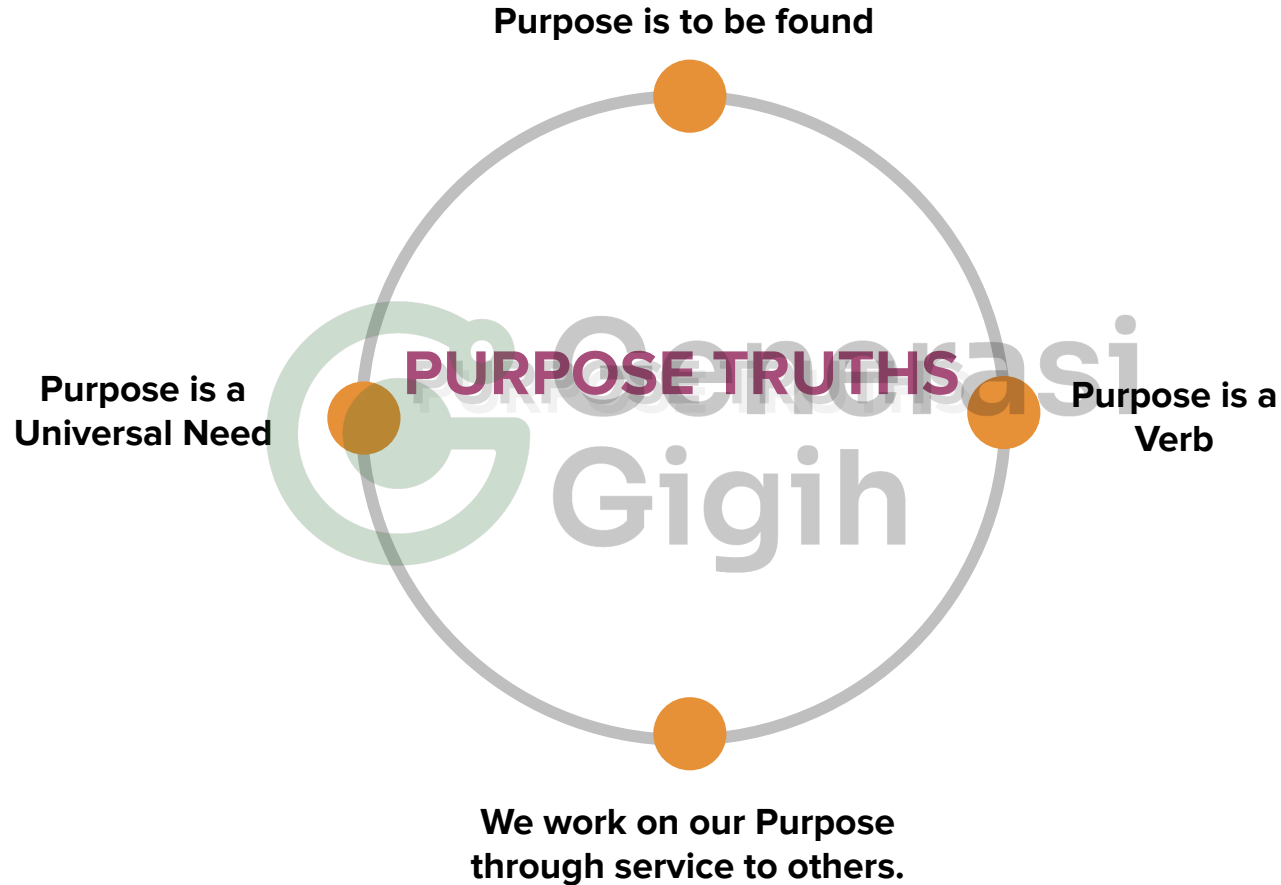 Purpose is to be found
PURPOSE TRUTHS
Generasi
Gigih
Purpose is a
Universal Need
Purpose is a
Verb
We work on our Purpose
through service to others.